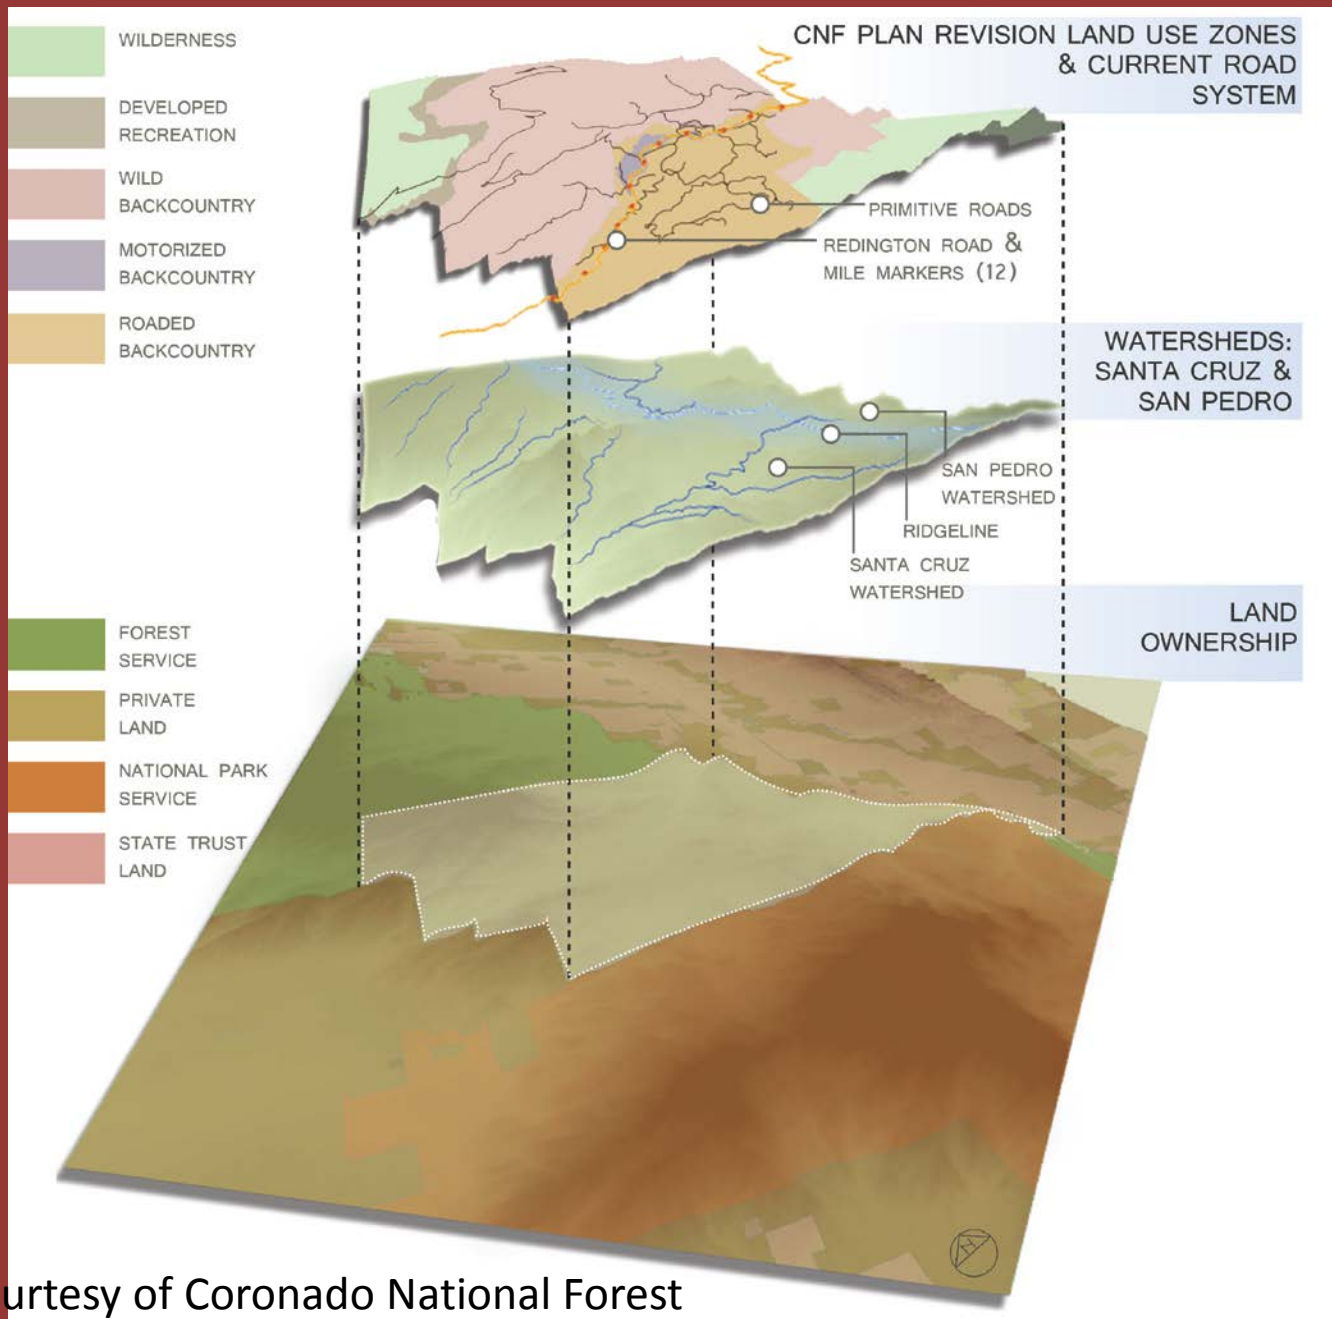 WILDERNESS
DEVELOPED
RECREATION
WILD
BACKCOUNTRY
MOTORIZED
BACKCOUNTRY
ROADED
BACKCOUNTRY
CNF PLAN REVISION LAND USE ZONES
& CURRENT ROAD
SYSTEM
PRIMITIVE ROADS
REDINGTON ROAD &
MILE MARKERS (12)
WATERSHEDS:
SANTA CRUZ &
SAN PEDRO
SAN PEDRO
WATERSHED
RIDGELINE
SANTA CRUZ
WATERSHED
LAND
OWNERSHIP
FOREST
SERVICE
PRIVATE
LAND
NATIONAL PARK
SERVICE
STATE TRUST
LAND
urtesy of Coronado National Forest